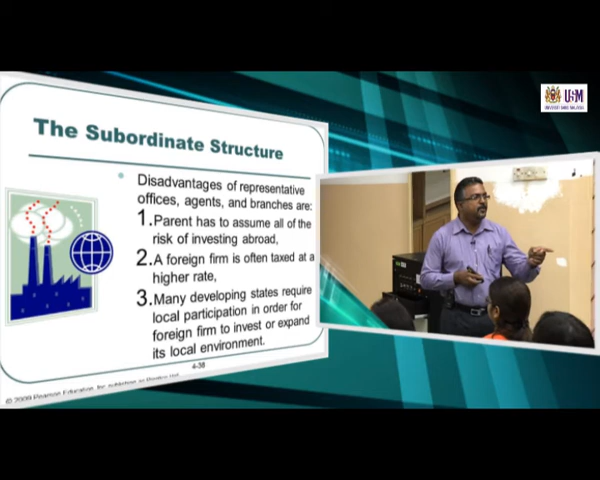 USM
The Subordinate Structure
Disadvantages of representative
offices, agents, and branches are:
1.Parent has to assume all of the
risk of investing abroad,
2.A foreign firm is often taxed at a
higher rate,
3.Many developing states require
local participation in order for
foreign firm to invest or expand
its local environment.
4-38
© 2009 Pearson Education, Inc. publishing as Prentice Hall